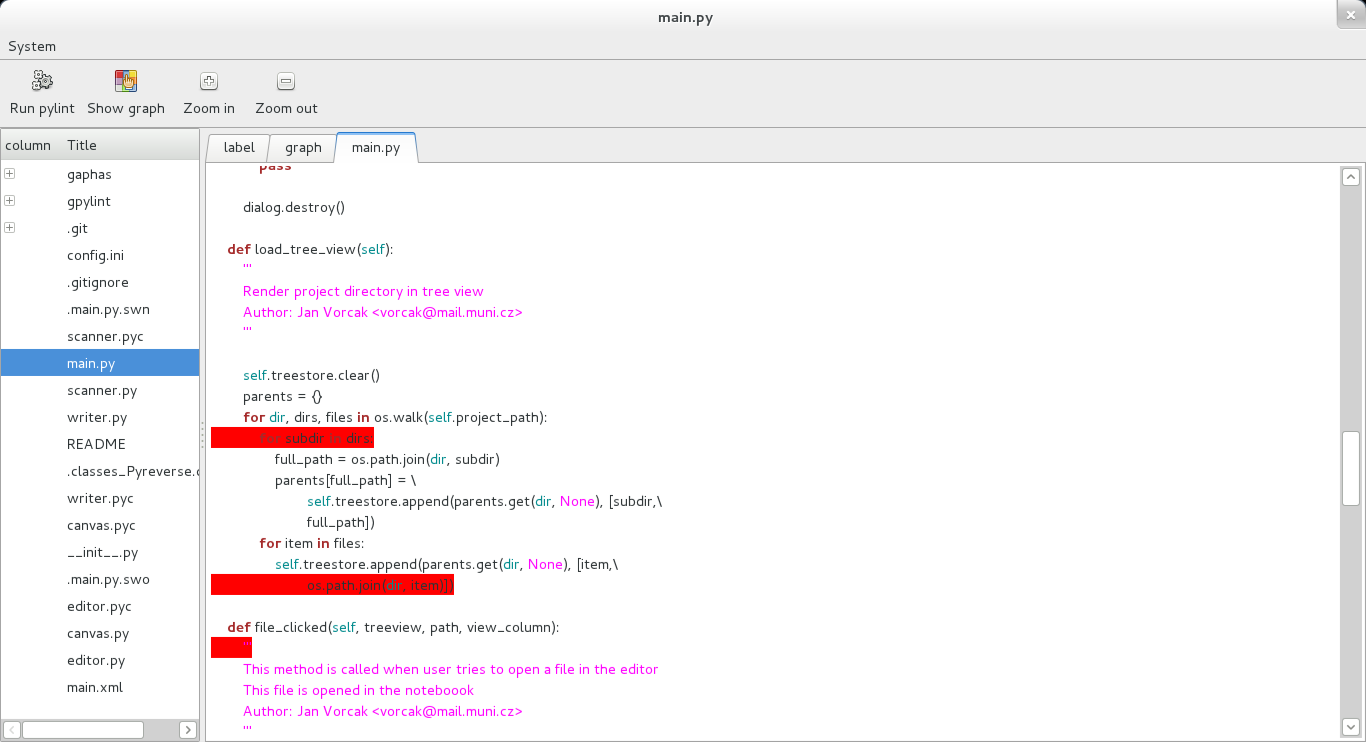 main.py
System
Run pylint Show graph Zoom in Zoom out
column Title
gaphas
gpylint
.git
config.ini
.gitignore
.main.py.swn
scanner.pyc
main.py
scanner.py
writer.py
README
.classes_Pyreverse.c
writer.pyc
canvas.pyc
__init__.py
.main.py.swo
editor.pyc
canvas.py
editor.py
main.xml
label graph main.py
pass
dialog.destroy()
def load_tree_view(self):
'''
Render project directory in tree view
Author: Jan Vorcak <vorcak@mail.muni.cz>
'''
self.treestore.clear()
parents = {}
for dir, dirs, files in os.walk(self.project_path):
for subdir in dirs:
full_path = os.path.join(dir, subdir)
parents[full_path] = \
self.treestore.append(parents.get(dir, None), [subdir,\
full_path])
for item in files:
self.treestore.append(parents.get(dir, None), [item,\
os.path.join(dir, item)])
def file_clicked(self, treeview, path, view_column):
'''
This method is called when user tries to open a file in the editor
This file is opened in the noteboook
Author: Jan Vorcak <vorcak@mail.muni.cz>
'''